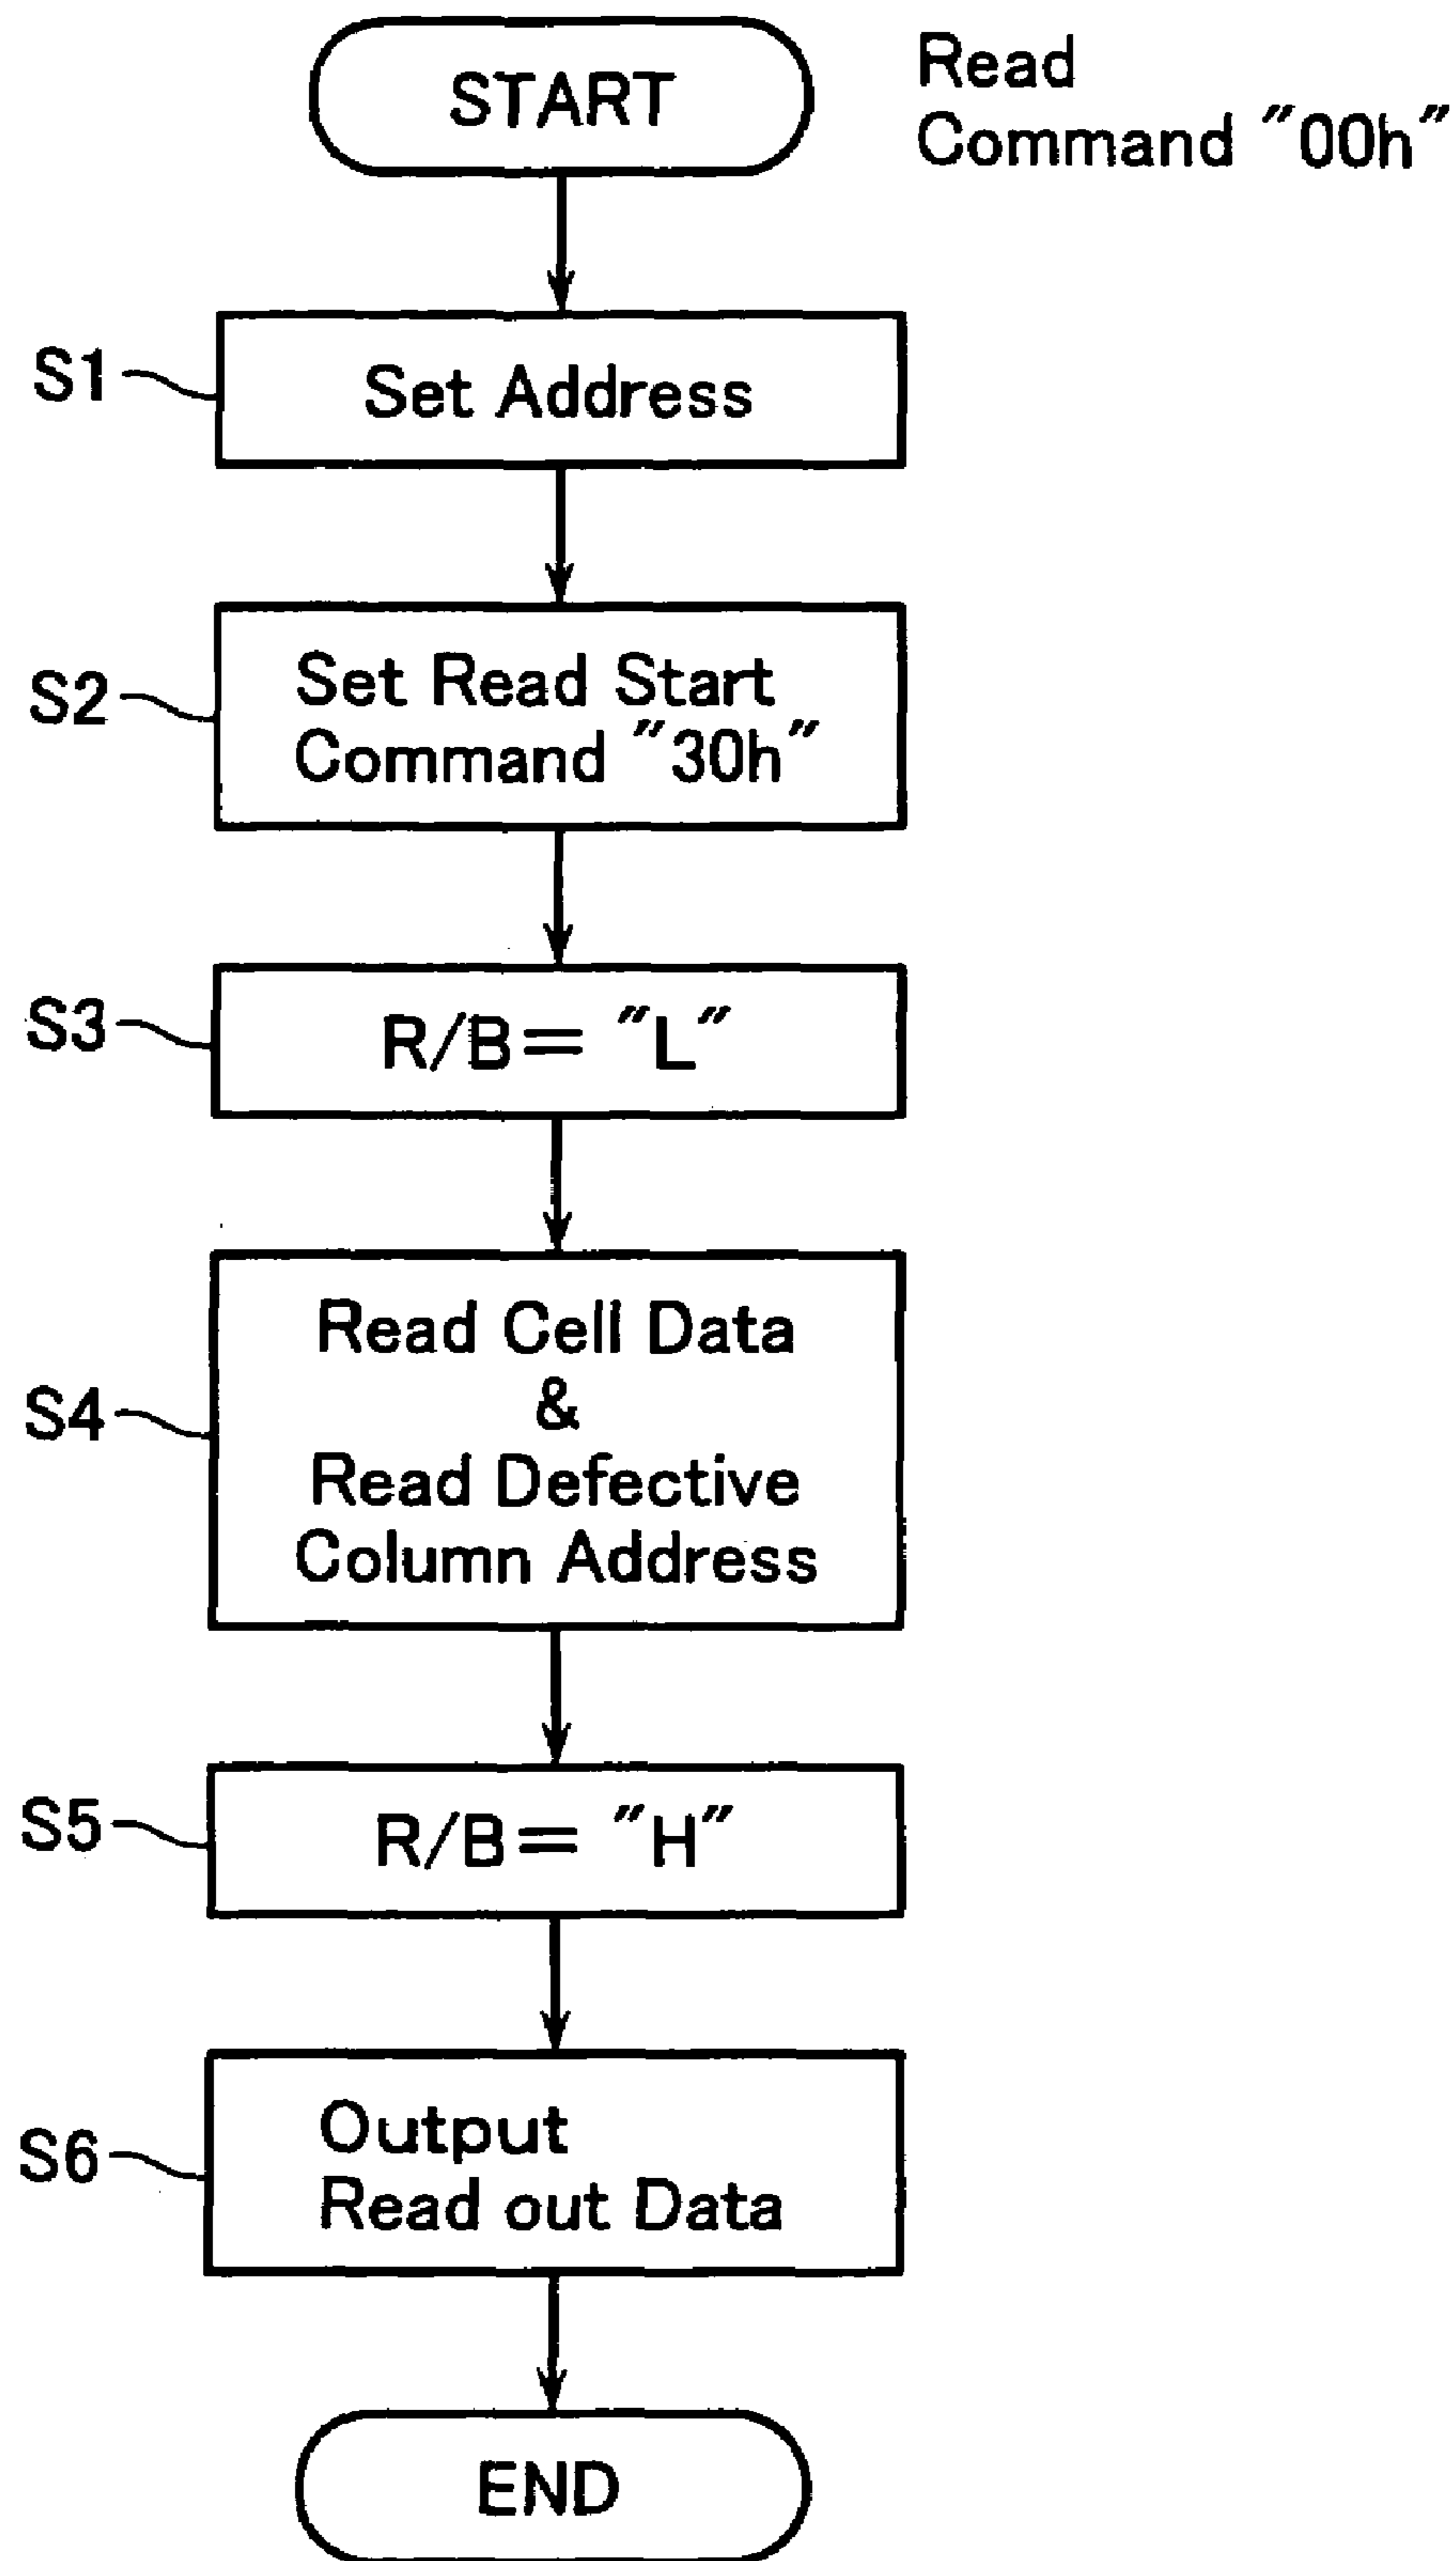 START
Read
Command "00h"
S1
Set Address
S2
Set Read Start
Command "30h"
S3
R/B= "L"
S4
Read Cell Data
&
Read Defective
Column Address
S5
R/B= "H"
S6
Output
Read out Data
END